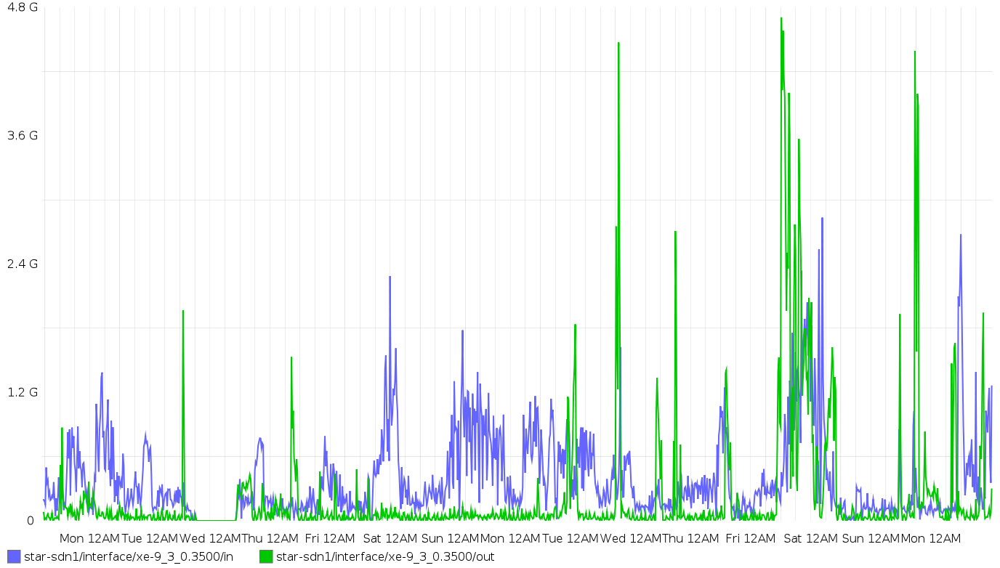 4.8 G
3.6 G
2.4 G
1.2 G
0
Mon 12AM Tue 12AM Wed 12AM Thu 12AM Fri 12AM Sat 12AM Sun 12AM Mon 12AM Tue 12AM Wed 12AM Thu 12AM Fri 12AM Sat 12AM Sun 12AM Mon 12AM
star-sdn1/interface/xe-9_3_0.3500/in star-sdn1/interface/xe-9_3_0.3500/out